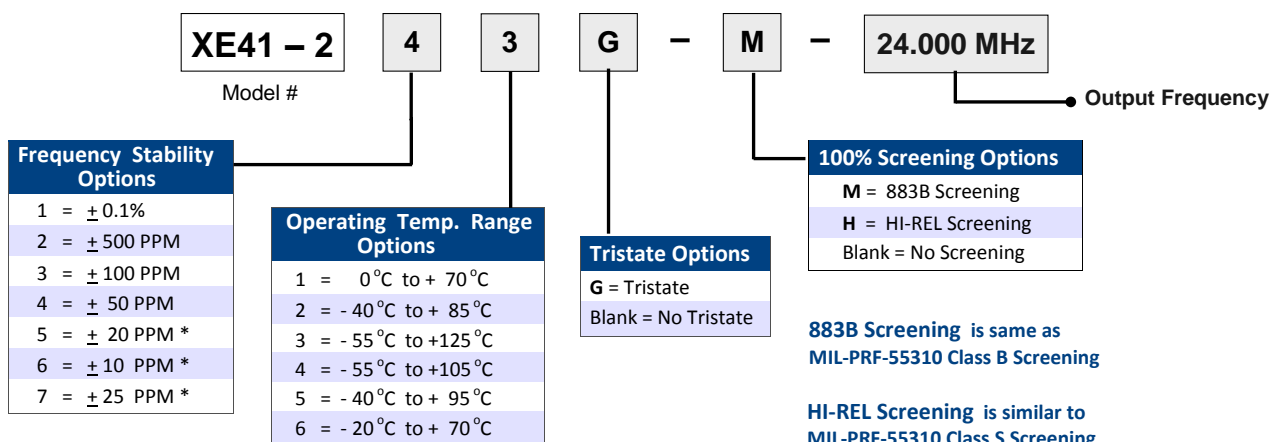 XE41 – 2 4 3 G – M – 24.000 MHz
Model #
Output Frequency
Frequency Stability
Options
1 = ± 0.1%
2 = ± 500 PPM
3 = ± 100 PPM
4 = ± 50 PPM
5 = ± 20 PPM *
6 = ± 10 PPM *
7 = ± 25 PPM *
Operating Temp. Range
Options
1 = 0°C to + 70°C
2 = - 40°C to + 85°C
3 = - 55°C to +125°C
4 = - 55°C to +105°C
5 = - 40°C to + 95°C
6 = - 20°C to + 70°C
Tristate Options
G = Tristate
Blank = No Tristate
100% Screening Options
M = 883B Screening
H = HI-REL Screening
Blank = No Screening
883B Screening is same as
MIL-PRF-55310 Class B Screening
HI-REL Screening is similar to
MIL-PRF-55310 Class S Screening